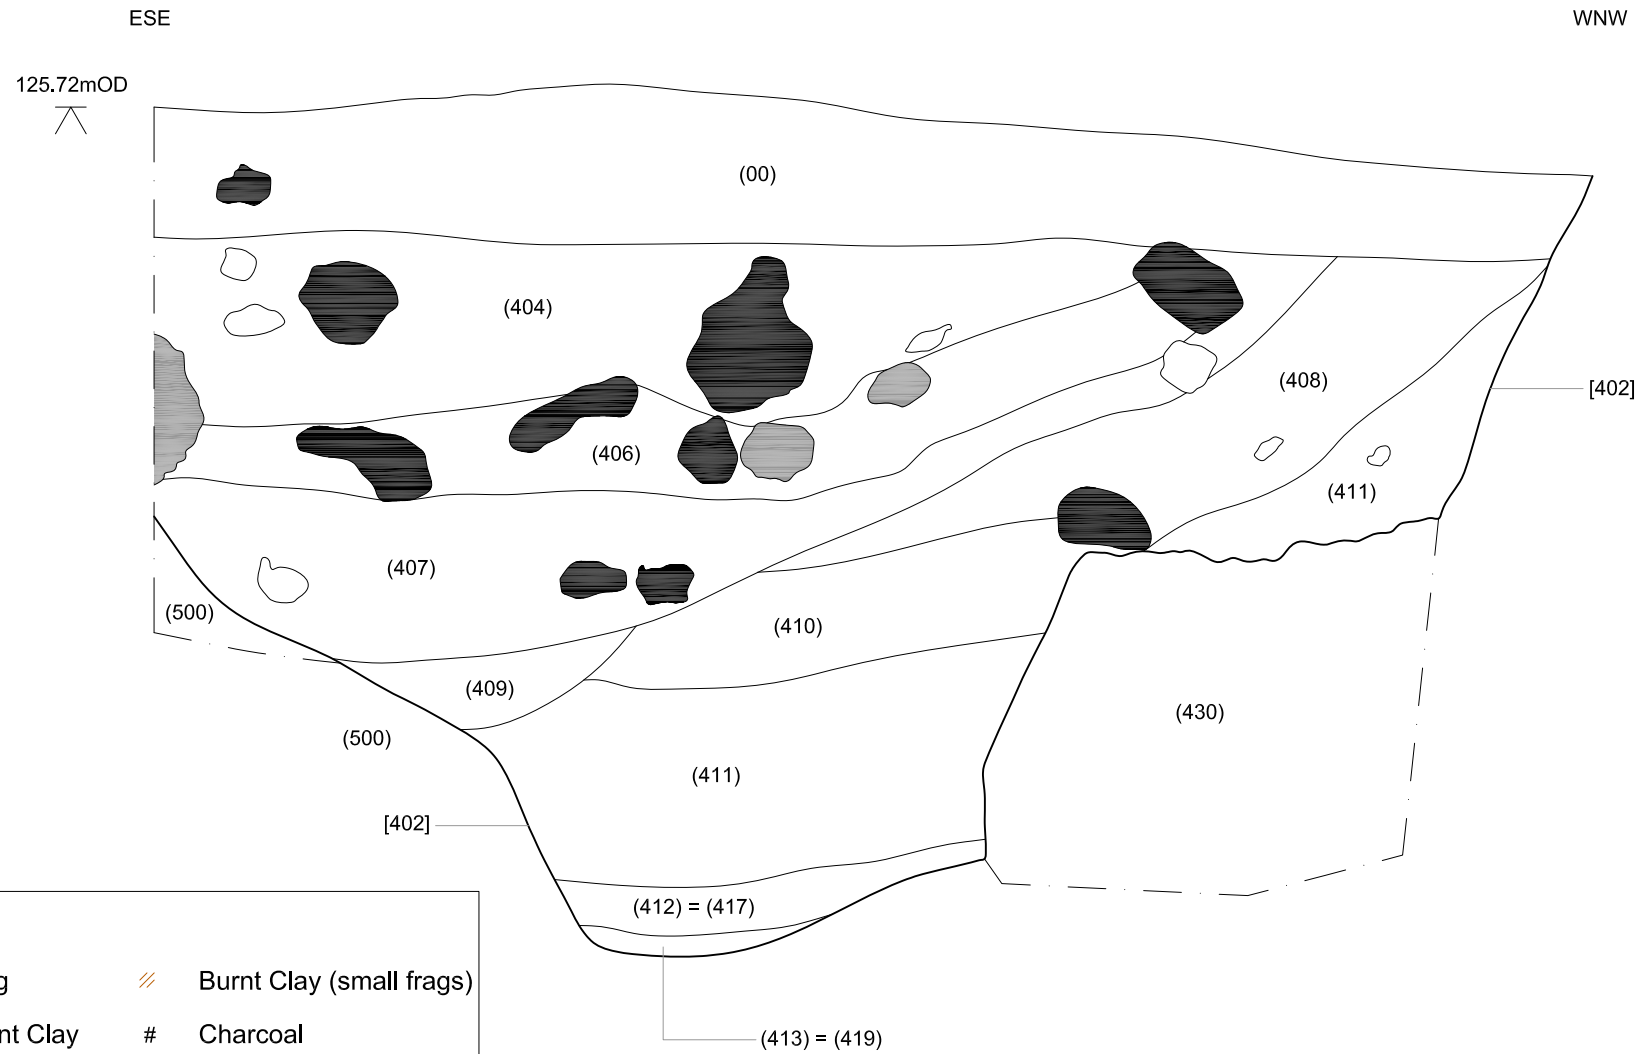 ESE
WNW
125.72mOD
(00)
(404)
(408)
[402]
(406)
(411)
(407)
(500)
(410)
(409)
(430)
(500)
(411)
[402]
(412) = (417)
Burnt Clay (small frags)
Clay
# Charcoal
(413) = (419)